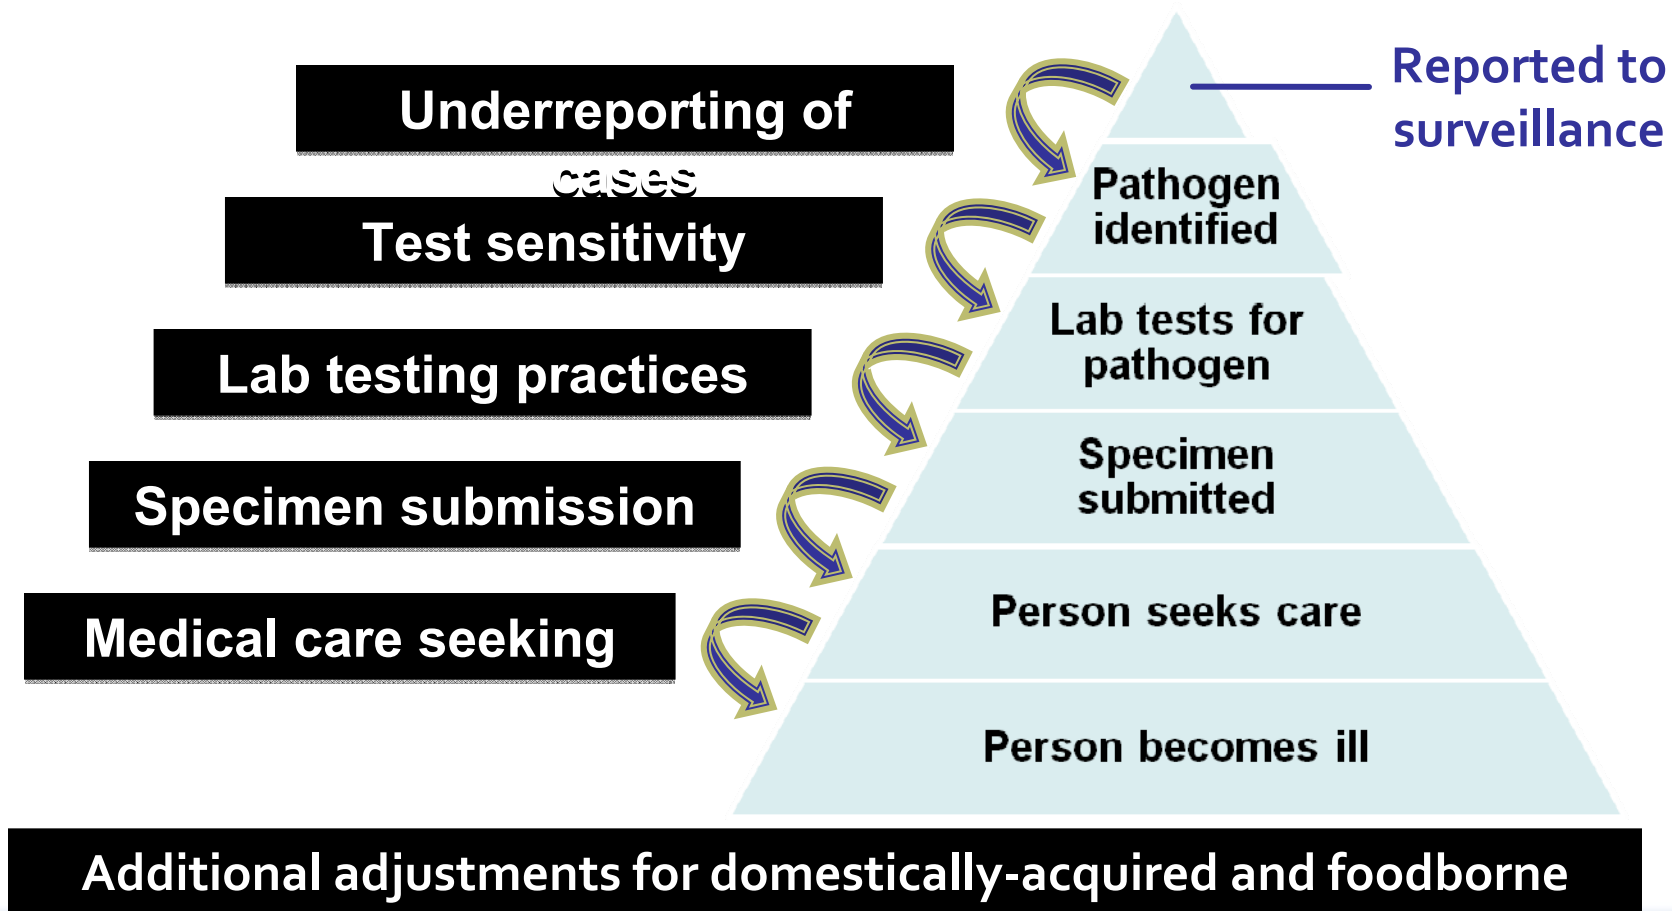 Reported to
surveillance
Underreporting of
cases
Pathogen
identified
Test sensitivity
Lab tests for
pathogen
Lab testing practices
Specimen
submitted
Specimen submission
Person seeks care
Medical care seeking
Person becomes ill
Additional adjustments for domestically-acquired and foodborne